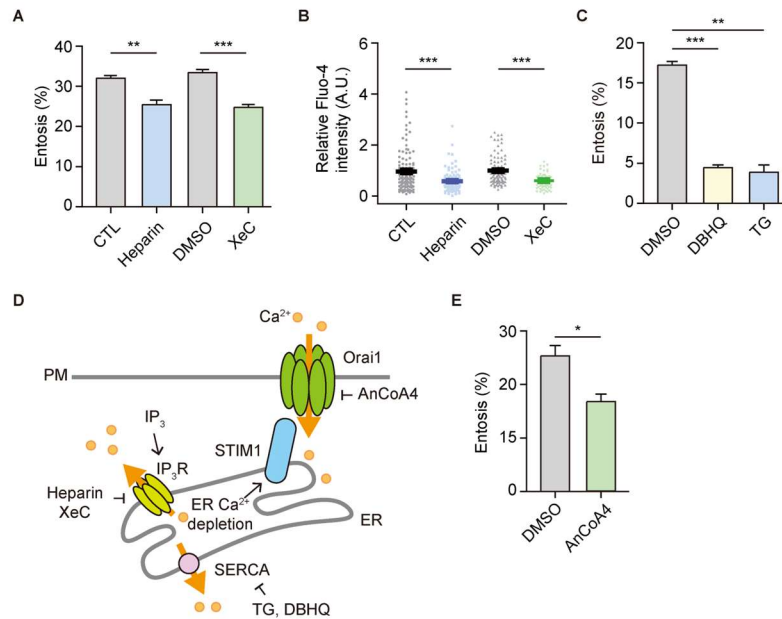 A
Entosis (%)
40
30
20
10
0
**
***
CTL
Heparin
DMSO
XeC
B
Relative Fluo-4
intensity (A.U.)
6
4
2
0
***
***
CTL
Heparin
DMSO
XeC
C
Entosis (%)
20
15
10
5
0
**
***
DMSO
DBHQ
TG
D
Ca²⁺
Orai1
PM
AnCoA4
STIM1
IP₃
IP₃R
Heparin
XeC
ER Ca²⁺
depletion
ER
SERCA
TG, DBHQ
E
Entosis (%)
30
20
15
10
0
*
DMSO
AnCoA4